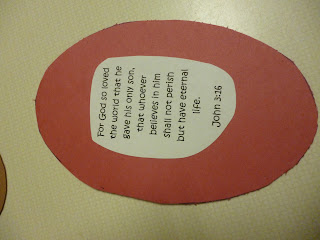 For God so loved
the world that he
gave his only son,
that whoever
believes in him
shall not perish
but have eternal
life.
John 3:16